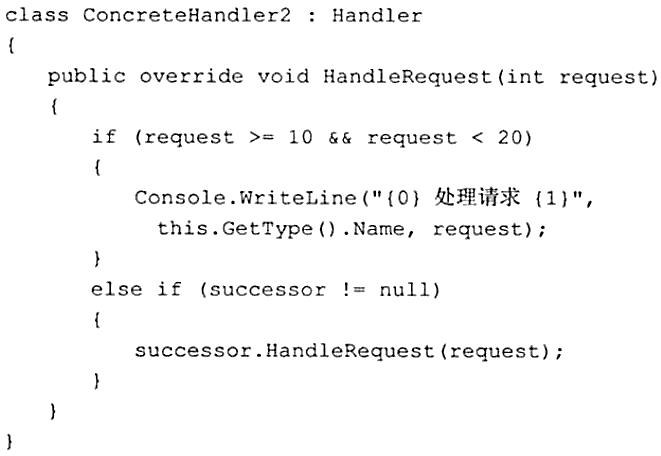 class ConcreteHandler2 : Handler
{
    public override void HandleRequest(int request)
    {
        if (request >= 10 && request < 20)
        {
            Console.WriteLine("{0} 处理请求 {1}",
              this.GetType().Name, request);
        }
        else if (successor != null)
        {
            successor.HandleRequest(request);
        }
    }
}